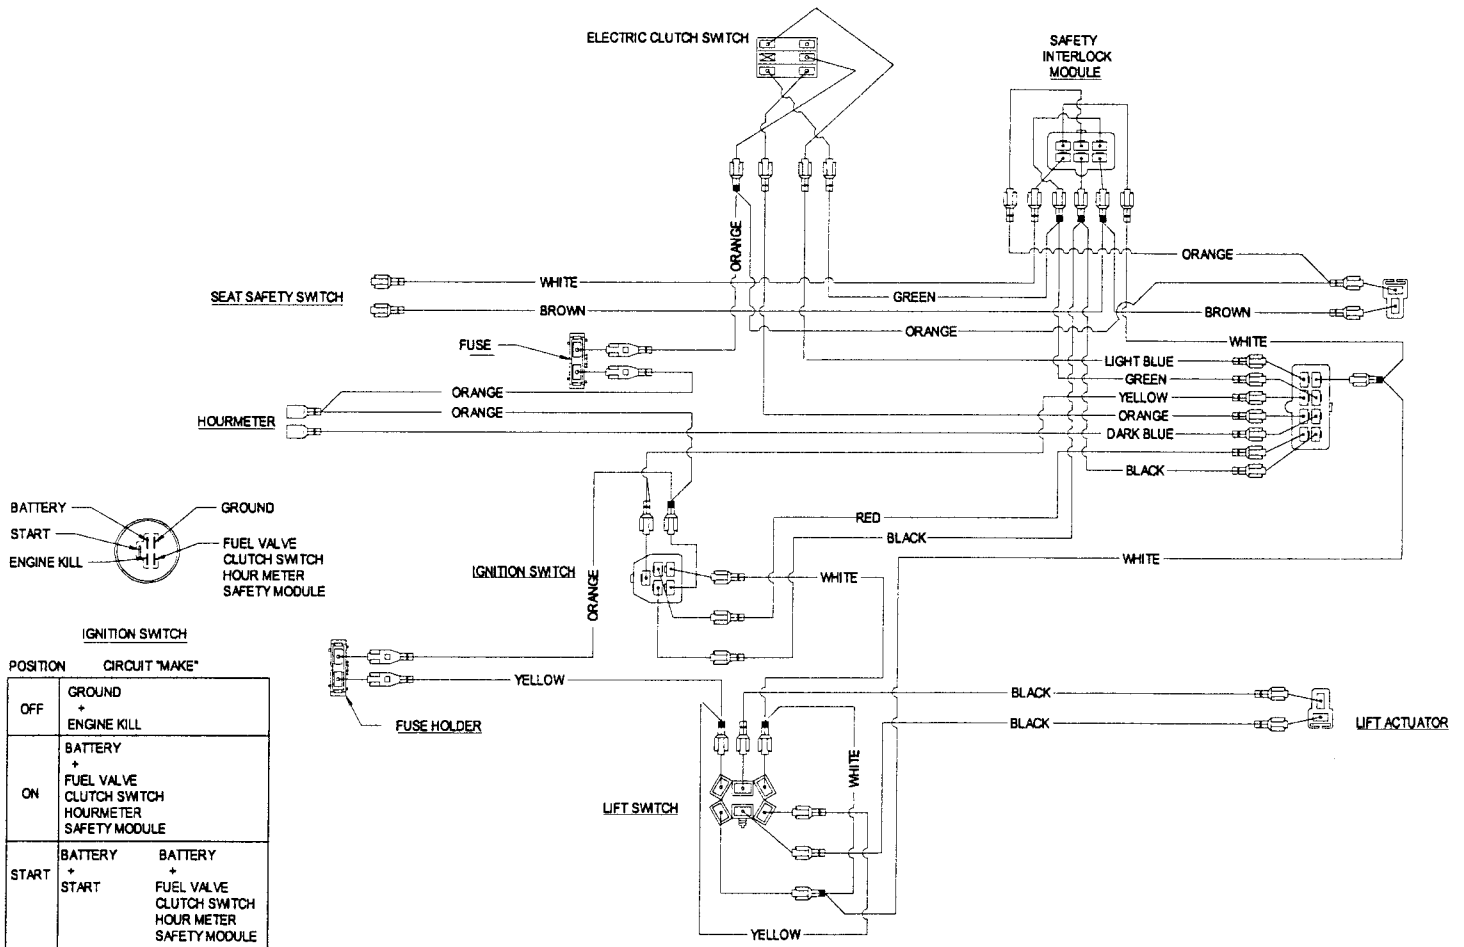 ELECTRIC CLUTCH SWITCH
SAFETY
INTERLOCK
MODULE
ORANGE
ORANGE
SEAT SAFETY SWITCH
WHITE
GREEN
BROWN
BROWN
ORANGE
WHITE
FUSE
LIGHT BLUE
GREEN
ORANGE
YELLOW
HOURMETER
ORANGE
ORANGE
DARK BLUE
BLACK
BATTERY
GROUND
START
ENGINE KILL
FUEL VALVE
CLUTCH SWITCH
HOUR METER
SAFETY MODULE
RED
BLACK
WHITE
IGNITION SWITCH
WHITE
ORANGE
IGNITION SWITCH
POSITION CIRCUIT "MAKE"
OFF
GROUND
+
ENGINE KILL
ON
BATTERY
+
FUEL VALVE
CLUTCH SWITCH
HOURMETER
SAFETY MODULE
START
BATTERY
+
START
BATTERY
+
FUEL VALVE
CLUTCH SWITCH
HOUR METER
SAFETY MODULE
YELLOW
FUSE HOLDER
BLACK
BLACK
LIFT ACTUATOR
WHITE
LIFT SWITCH
YELLOW